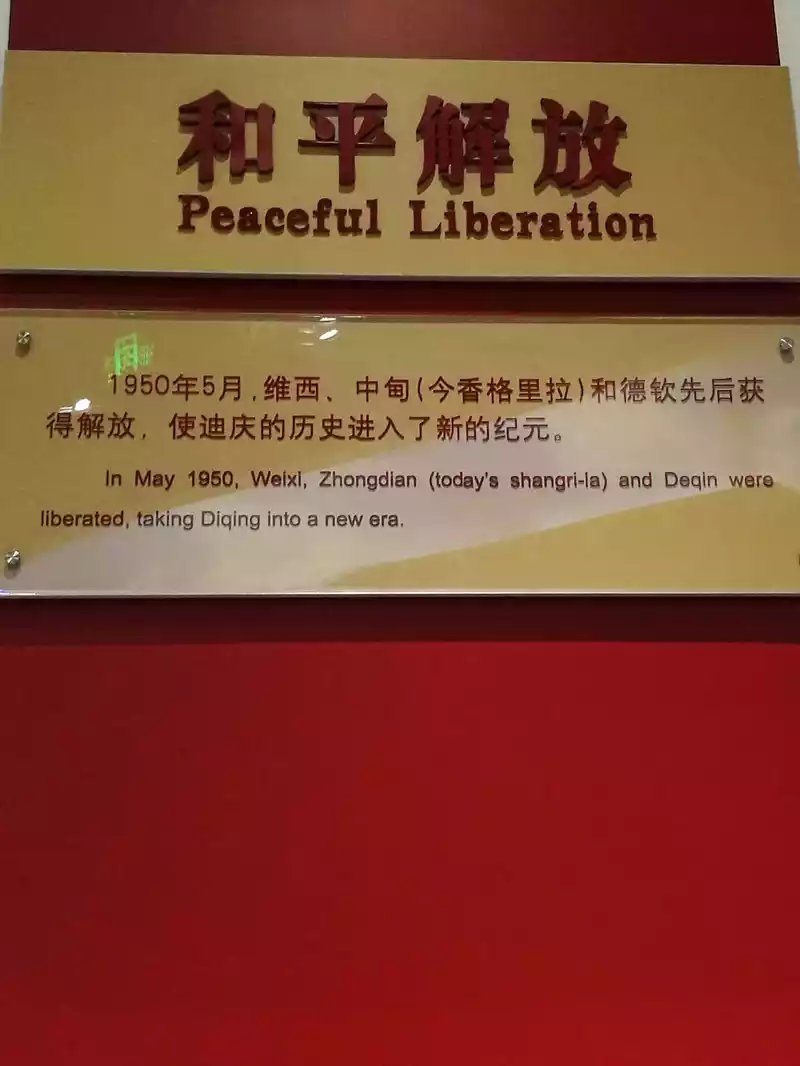 和平解放
Peaceful Liberation
1950年5月,维西、中甸(今香格里拉)和德钦先后获
得解放，使迪庆的历史进入了新的纪元。
In May 1950, Weixi, Zhongdian (today's shangri-la) and Deqin were
liberated, taking Diqing into a new era.